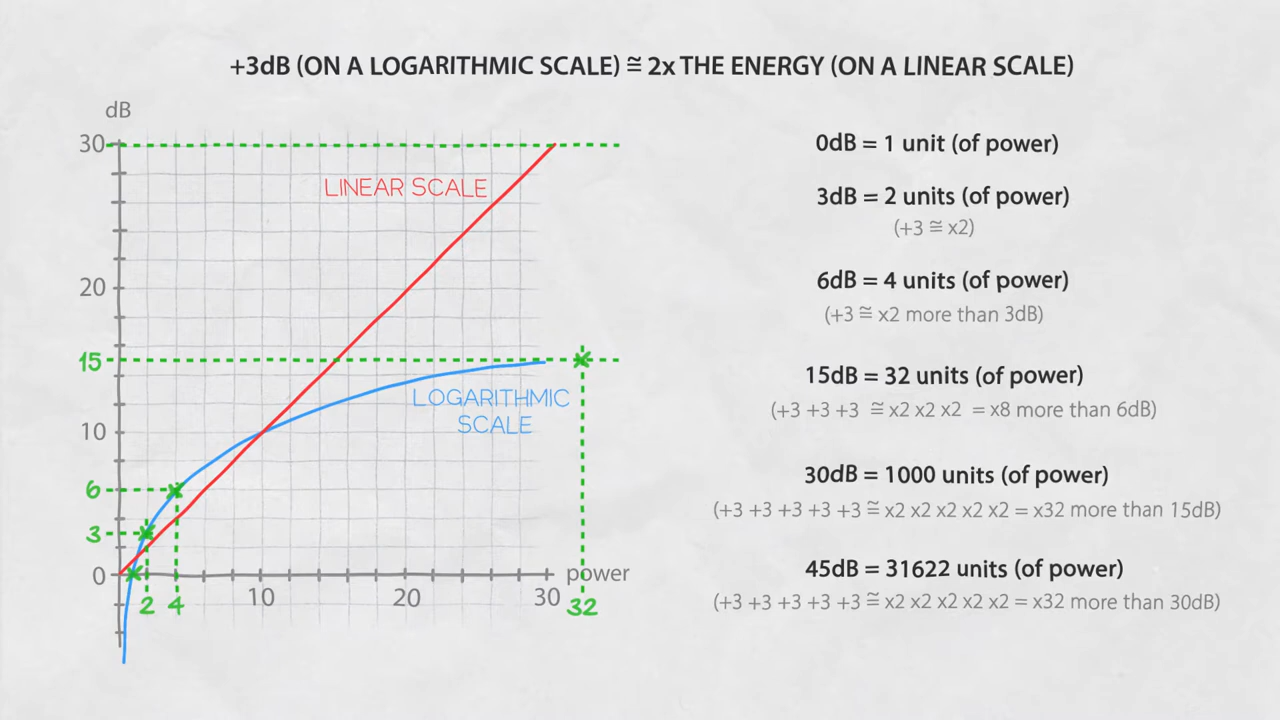 +3dB (ON A LOGARITHMIC SCALE) ≅ 2x THE ENERGY (ON A LINEAR SCALE)
dB
30
LINEAR SCALE
20
15
LOGARITHMIC
SCALE
10
6
3
0
power
2
4
10
20
30
32
0dB = 1 unit (of power)
3dB = 2 units (of power)
(+3 ≅ x2)
6dB = 4 units (of power)
(+3 ≅ x2 more than 3dB)
15dB = 32 units (of power)
(+3 +3 +3 ≅ x2 x2 x2 = x8 more than 6dB)
30dB = 1000 units (of power)
(+3 +3 +3 +3 +3 ≅ x2 x2 x2 x2 x2 = x32 more than 15dB)
45dB = 31622 units (of power)
(+3 +3 +3 +3 +3 ≅ x2 x2 x2 x2 x2 = x32 more than 30dB)